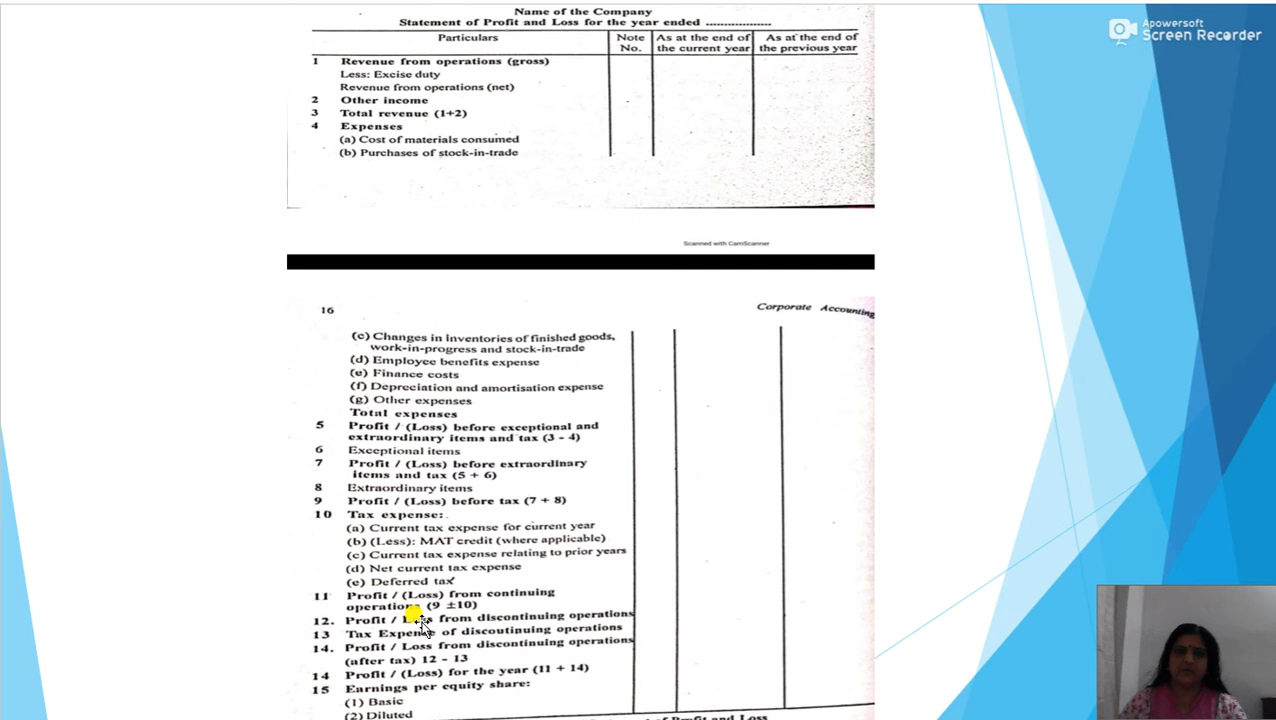 Name of the Company
Statement of Profit and Loss for the year ended ..................
Particulars
Note No.
As at the end of the current year
As at the end of the previous year
1 Revenue from operations (gross)
Less: Excise duty
Revenue from operations (net)
2 Other income
3 Total revenue (1+2)
4 Expenses
(a) Cost of materials consumed
(b) Purchases of stock-in-trade
Scanned with CamScanner
16
Corporate Accounting
(c) Changes in inventories of finished goods,
work-in-progress and stock-in-trade
(d) Employee benefits expense
(e) Finance costs
(f) Depreciation and amortisation expense
(g) Other expenses
Total expenses
5 Profit / (Loss) before exceptional and
extraordinary items and tax (3 - 4)
6 Exceptional items
7 Profit / (Loss) before extraordinary
items and tax (5 + 6)
8 Extraordinary items
9 Profit / (Loss) before tax (7 + 8)
10 Tax expense:
(a) Current tax expense for current year
(b) (Less): MAT credit (where applicable)
(c) Current tax expense relating to prior years
(d) Net current tax expense
(e) Deferred tax
11 Profit / (Loss) from continuing
operations (9 ±10)
12. Profit / Loss from discontinuing operations
13 Tax Expense of discoutinuing operations
14. Profit / Loss from discontinuing operations
(after tax) 12 - 13
14 Profit / (Loss) for the year (11 + 14)
15 Earnings per equity share:
(1) Basic
(2) Diluted
of Profit and Loss
Apowersoft
Screen Recorder